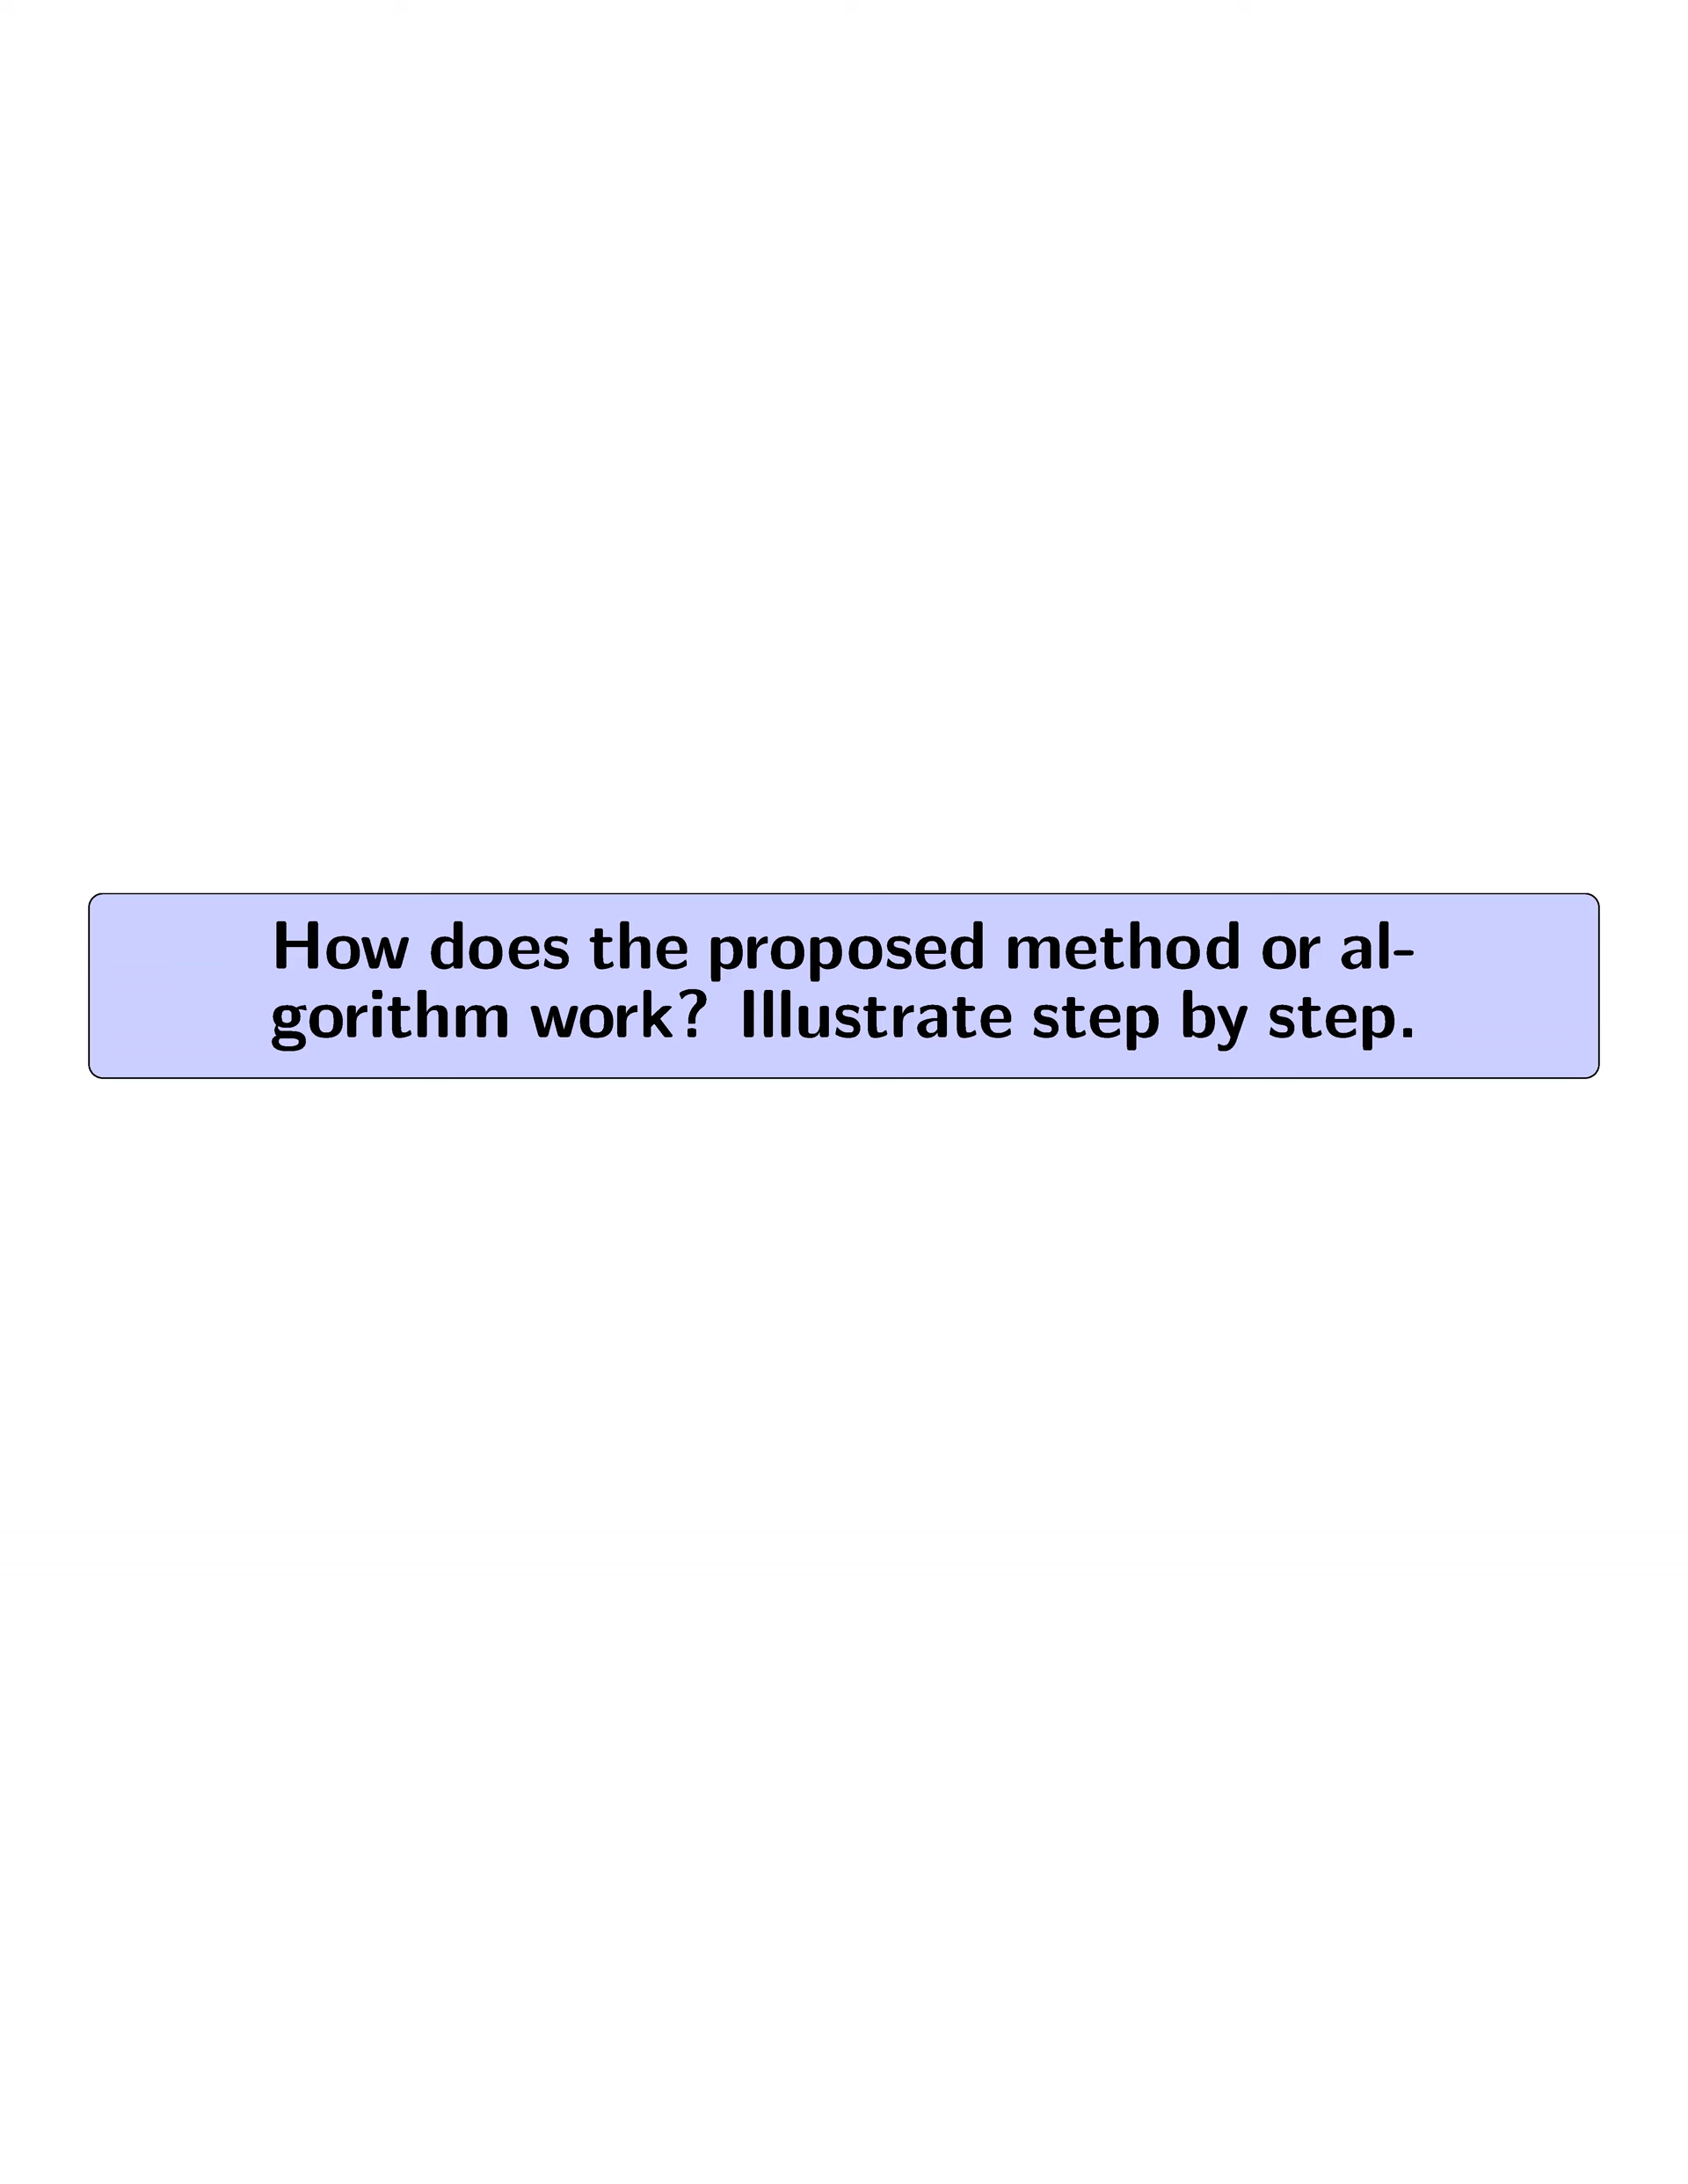 How does the proposed method or al-
gorithm work? Illustrate step by step.